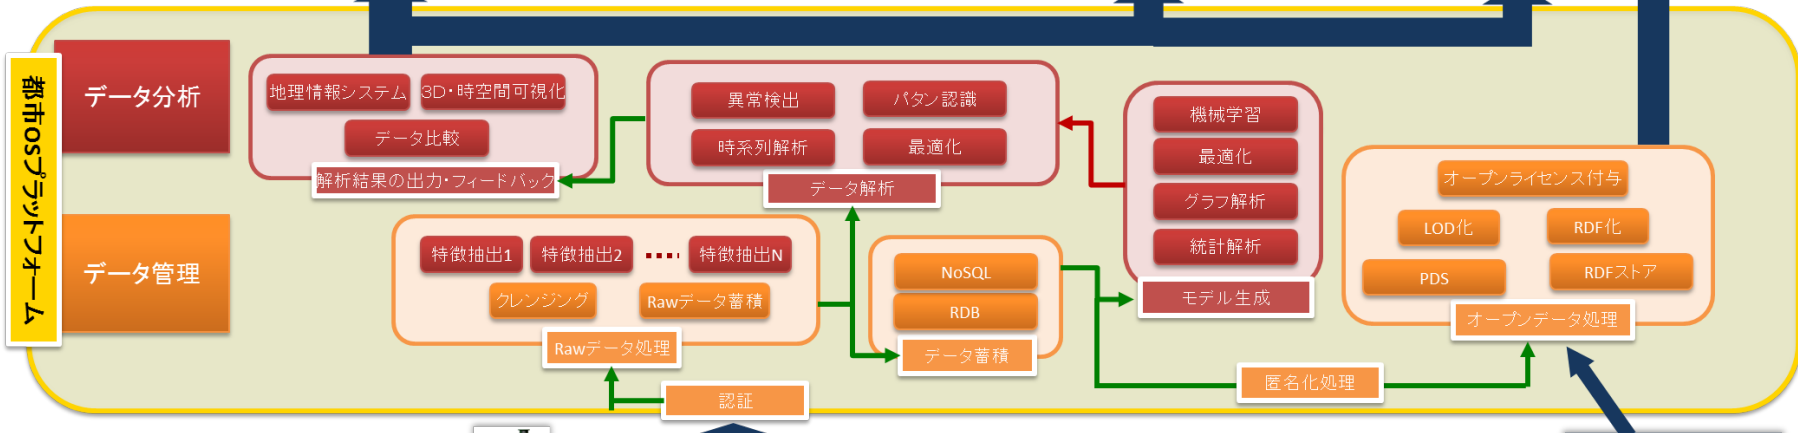 都市OSプラットフォーム
データ分析
データ管理
地理情報システム
3D・時空間可視化
データ比較
解析結果の出力・フィードバック
異常検出
パタン認識
時系列解析
最適化
データ解析
機械学習
最適化
グラフ解析
統計解析
モデル生成
特徴抽出1
特徴抽出2
特徴抽出N
クレンジング
Rawデータ蓄積
Rawデータ処理
NoSQL
RDB
データ蓄積
オープンライセンス付与
LOD化
RDF化
PDS
RDFストア
オープンデータ処理
匿名化処理
認証